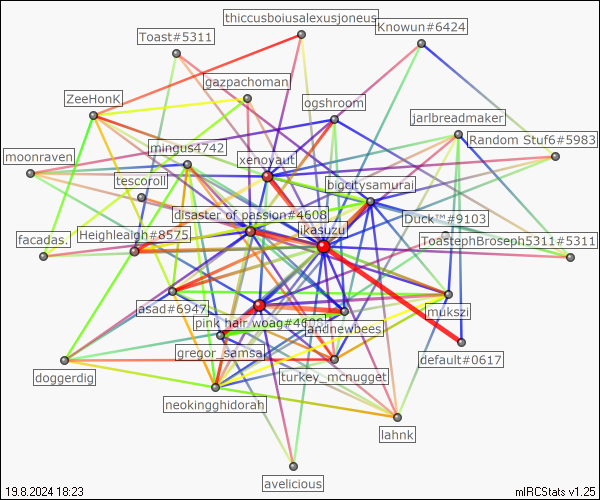 thiccusboiusalexusjoneus
Toast#5311
Knowun#6424
gazpachoman
ZeeHonK
ogshroom
jarlbreadmaker
Random Stuf6#5983
mingus4742
moonraven
xenoyaut
tescoroll
bigcitysamurai
disaster of passion#4608
Duck™#9103
ikasuzu
facadas.
Heighleaigh#8575
ToastephBroseph5311#5311
asad#6947
mukszi
pink hair woag#4608
andnewbees.
gregor_samsa.
default#0617
doggerdig
turkey_mcnugget
neokingghidorah
lahnk
avelicious
19.8.2024 18:23
mIRCStats v1.25